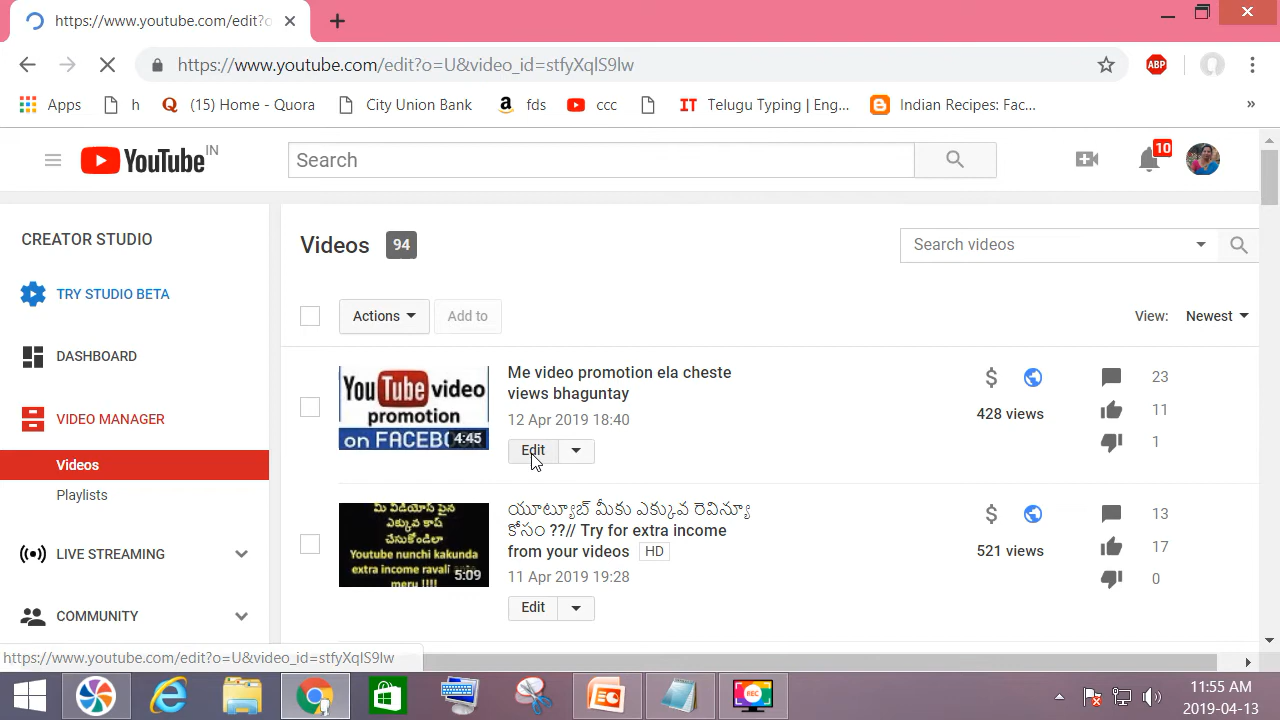 https://www.youtube.com/edit?o
https://www.youtube.com/edit?o=U&video_id=stfyXqlS9lw
ABP
Apps
h
(15) Home - Quora
City Union Bank
fds
ccc
IT Telugu Typing | Eng...
Indian Recipes: Fac...
»
YouTube IN
Search
10
CREATOR STUDIO
TRY STUDIO BETA
DASHBOARD
VIDEO MANAGER
Videos
Playlists
LIVE STREAMING
COMMUNITY
Videos 94
Search videos
Actions
Add to
View: Newest
YouTube video
promotion
on FACEBO
4:45
Me video promotion ela cheste
views bhaguntay
12 Apr 2019 18:40
Edit
$
428 views
23
11
1
మీ విడియోస్ పైన
ఎక్కువ కాష్
చేసుకోండిలా
Youtube nunchi kakunda
extra income ravali
meru !!!!
5:09
యూట్యూబ్ మీకు ఎక్కువ రెవిన్యూ
కోసం ??// Try for extra income
from your videos HD
11 Apr 2019 19:28
Edit
$
521 views
13
17
0
https://www.youtube.com/edit?o=U&video_id=stfyXqlS9lw
REC
11:55 AM
2019-04-13